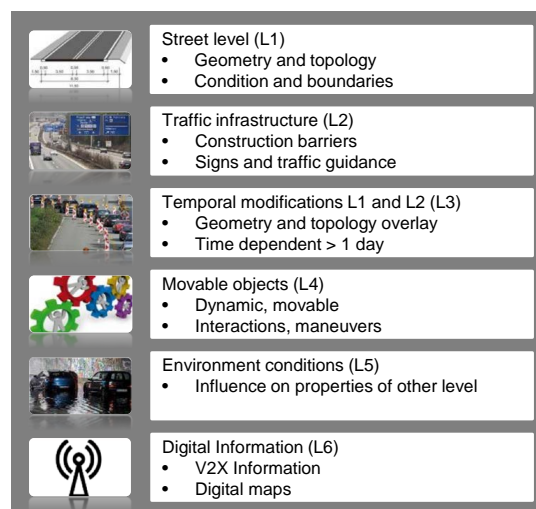 Street level (L1)
• Geometry and topology
• Condition and boundaries
Traffic infrastructure (L2)
• Construction barriers
• Signs and traffic guidance
Temporal modifications L1 and L2 (L3)
• Geometry and topology overlay
• Time dependent > 1 day
Movable objects (L4)
• Dynamic, movable
• Interactions, maneuvers
Environment conditions (L5)
• Influence on properties of other level
Digital Information (L6)
• V2X Information
• Digital maps